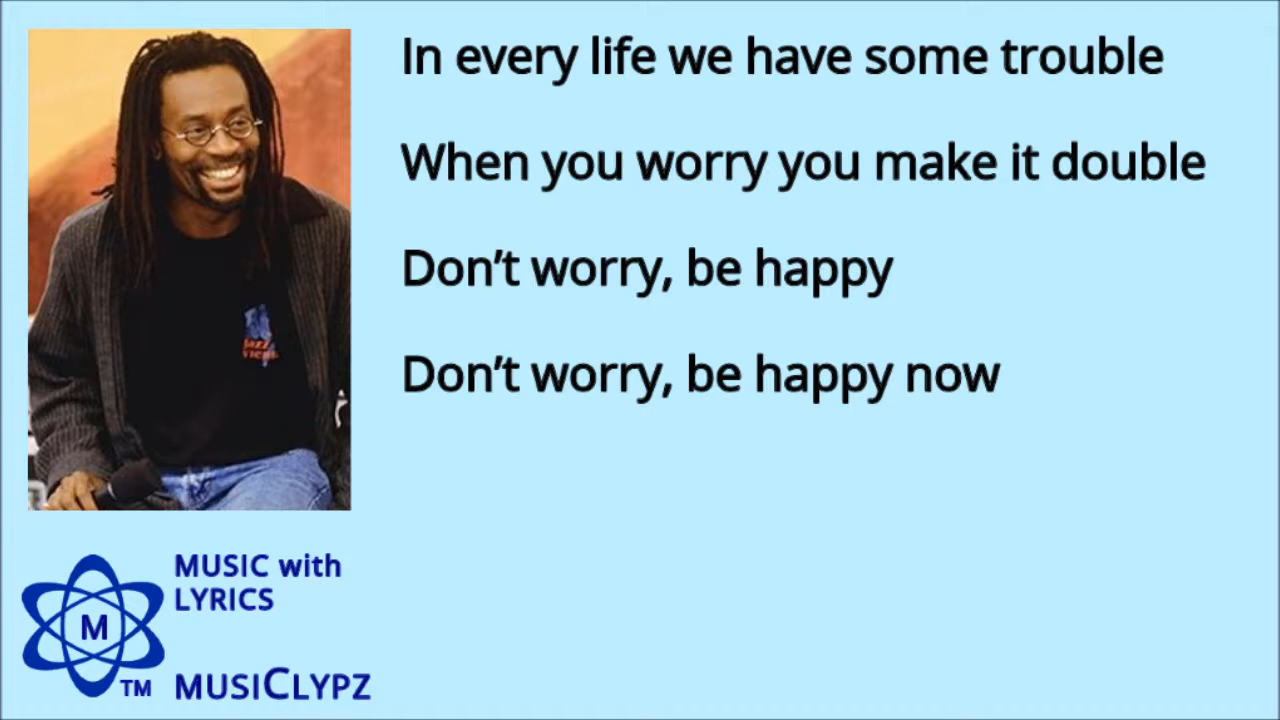 In every life we have some trouble
When you worry you make it double
Don’t worry, be happy
Don’t worry, be happy now
MUSIC with
LYRICS
M
TM
MUSICLYPZ